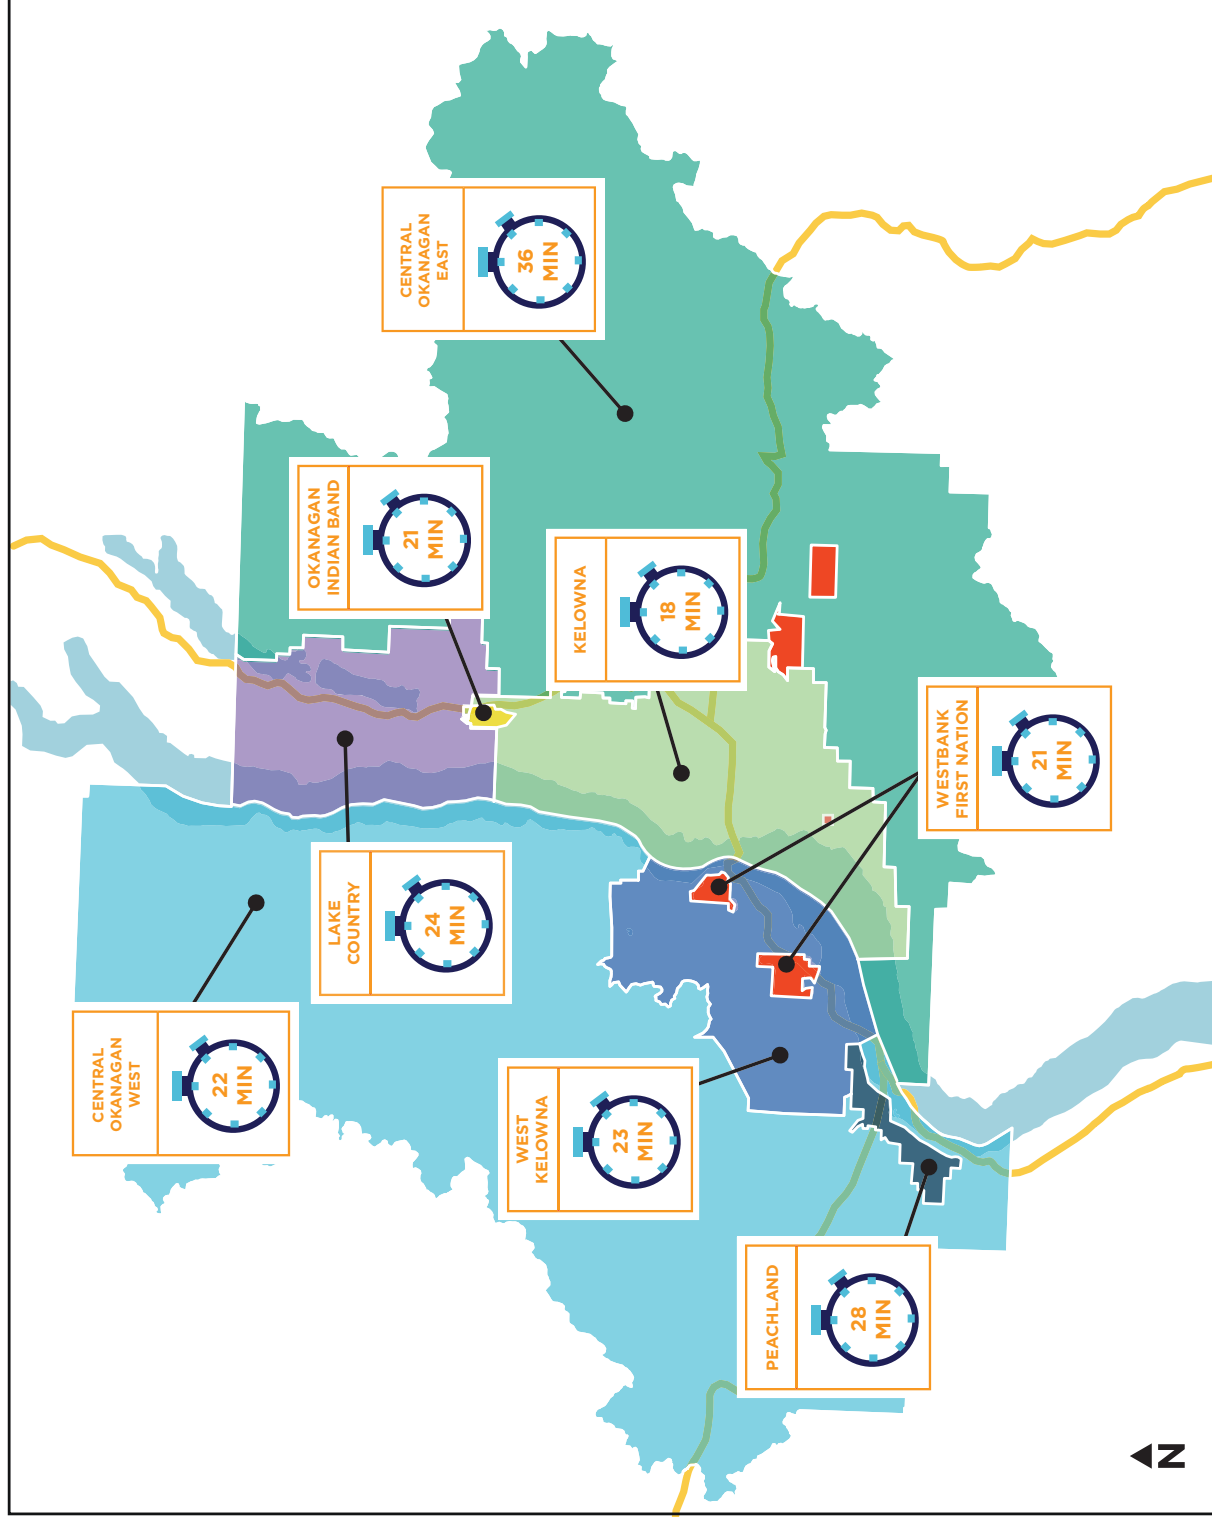 CENTRAL
OKANAGAN
WEST
22
MIN
LAKE
COUNTRY
24
MIN
OKANAGAN
INDIAN BAND
21
MIN
CENTRAL
OKANAGAN
EAST
36
MIN
WEST
KELOWNA
23
MIN
KELOWNA
18
MIN
PEACHLAND
28
MIN
WESTBANK
FIRST NATION
21
MIN
N